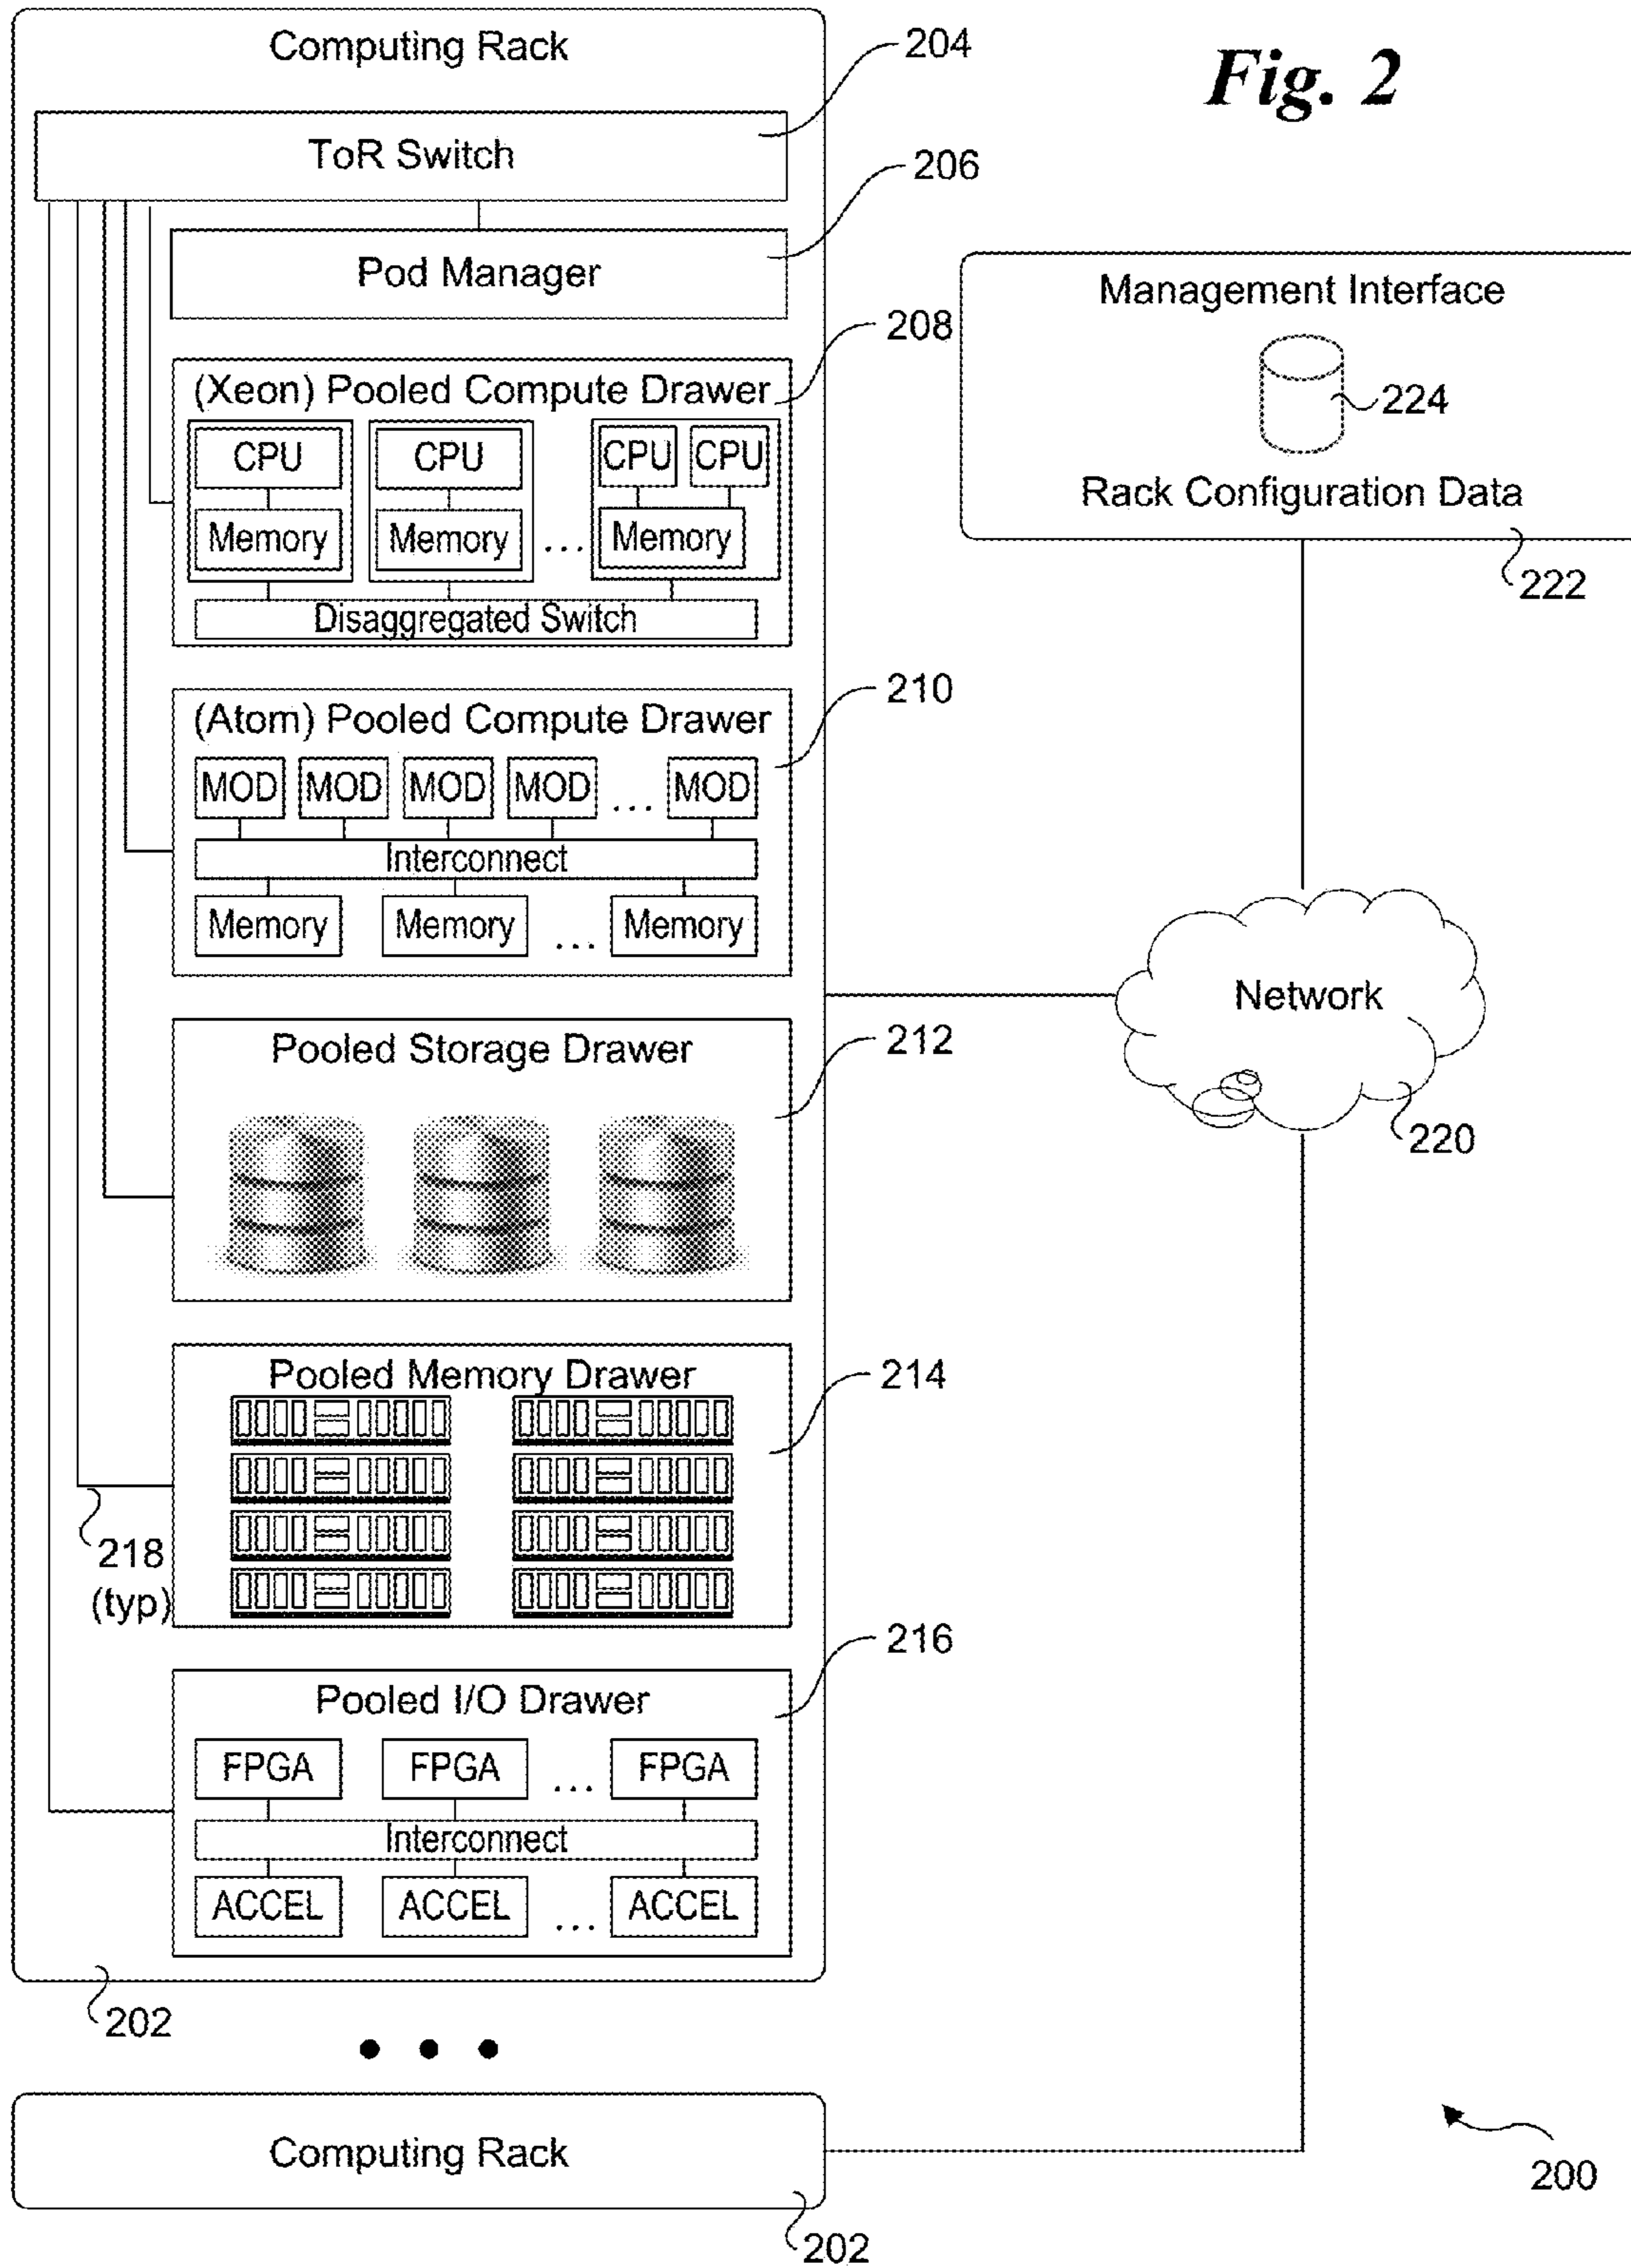 Fig. 2
Computing Rack
204
ToR Switch
206
Pod Manager
208
(Xeon) Pooled Compute Drawer
CPU CPU CPU CPU
Memory Memory ... Memory
Disaggregated Switch
210
(Atom) Pooled Compute Drawer
MOD MOD MOD MOD ... MOD
Interconnect
Memory Memory ... Memory
212
Pooled Storage Drawer
214
Pooled Memory Drawer
218
(typ)
216
Pooled I/O Drawer
FPGA FPGA ... FPGA
Interconnect
ACCEL ACCEL ... ACCEL
202
• • •
Computing Rack
202
Management Interface
224
Rack Configuration Data
222
Network
220
200